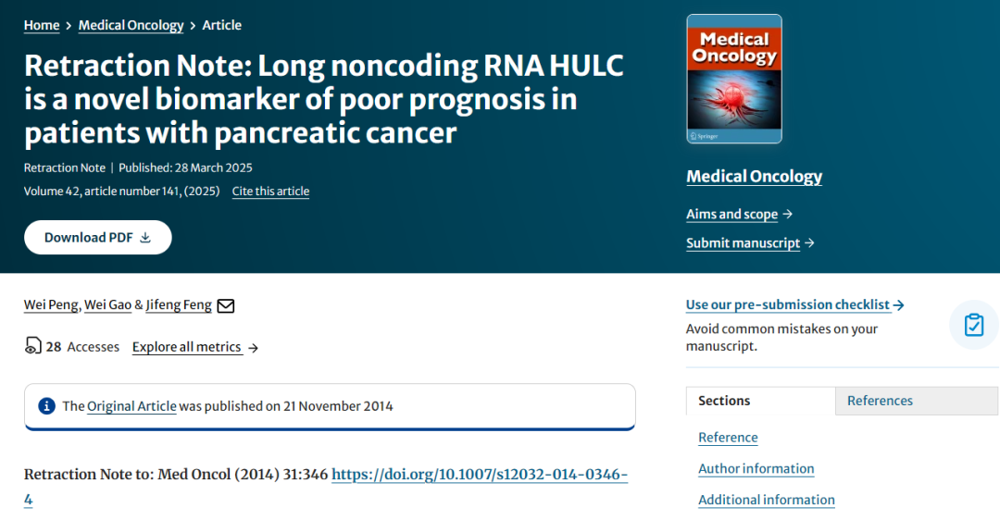 Home > Medical Oncology > Article
Retraction Note: Long noncoding RNA HULC
is a novel biomarker of poor prognosis in
patients with pancreatic cancer
Retraction Note | Published: 28 March 2025
Volume 42, article number 141, (2025) Cite this article
Download PDF
Medical
Oncology
Springer
Medical Oncology
Aims and scope →
Submit manuscript →
Wei Peng, Wei Gao & Jifeng Feng
28 Accesses Explore all metrics →
The Original Article was published on 21 November 2014
Retraction Note to: Med Oncol (2014) 31:346 https://doi.org/10.1007/s12032-014-0346-
4
Use our pre-submission checklist →
Avoid common mistakes on your
manuscript.
Sections References
Reference
Author information
Additional information